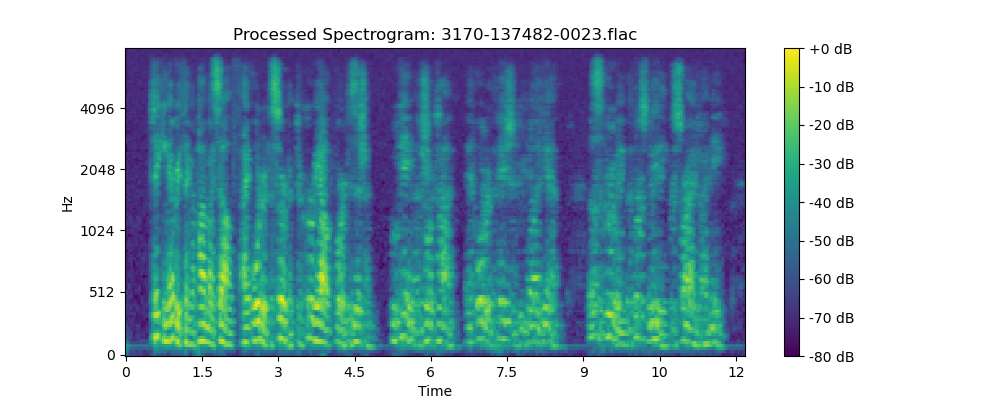 Processed Spectrogram: 3170-137482-0023.flac
Hz
4096
2048
1024
512
0
0 1.5 3 4.5 6 7.5 9 10 12
Time
+0 dB
-10 dB
-20 dB
-30 dB
-40 dB
-50 dB
-60 dB
-70 dB
-80 dB